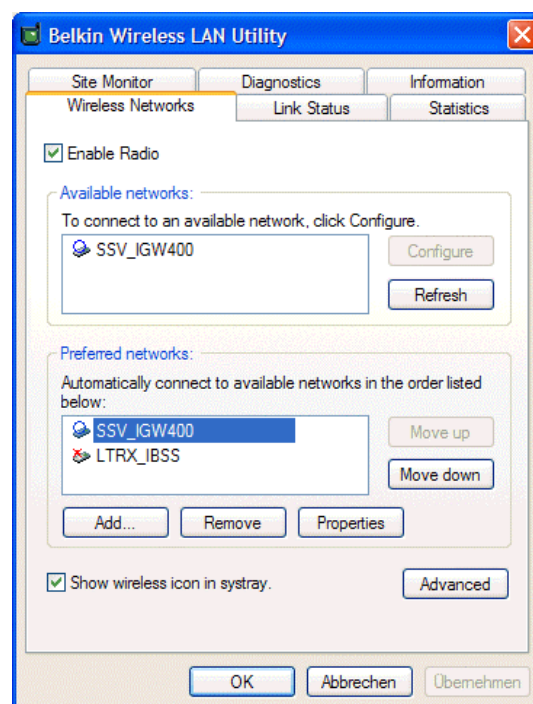 Belkin Wireless LAN Utility
Site Monitor
Diagnostics
Information
Wireless Networks
Link Status
Statistics
Enable Radio
Available networks:
To connect to an available network, click Configure.
SSV_IGW400
Configure
Refresh
Preferred networks:
Automatically connect to available networks in the order listed
below:
SSV_IGW400
LTRX_IBSS
Move up
Move down
Add...
Remove
Properties
Show wireless icon in systray.
Advanced
OK
Abbrechen
Übernehmen